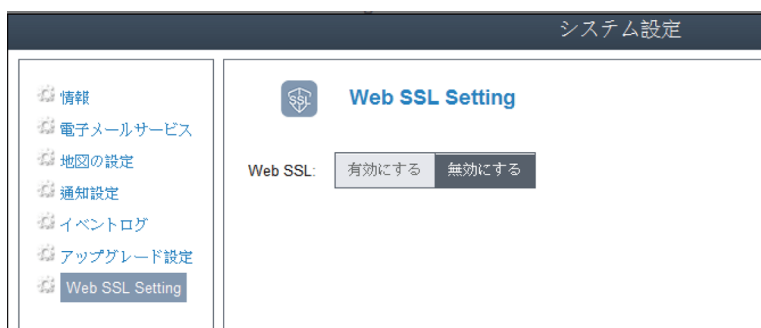 システム設定
情報
電子メールサービス
地図の設定
通知設定
イベントログ
アップグレード設定
Web SSL Setting
SSL
Web SSL Setting
Web SSL: 有効にする 無効にする